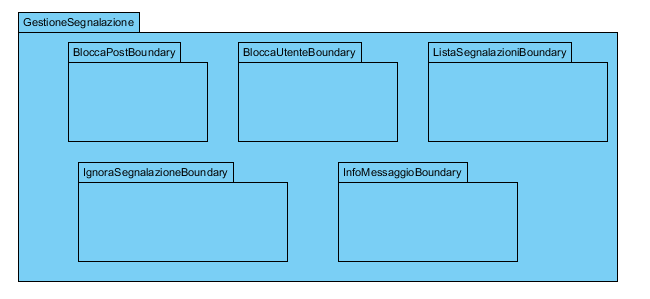 GestioneSegnalazione
BloccaPostBoundary
BloccaUtenteBoundary
ListaSegnalazioniBoundary
IgnoraSegnalazioneBoundary
InfoMessaggioBoundary